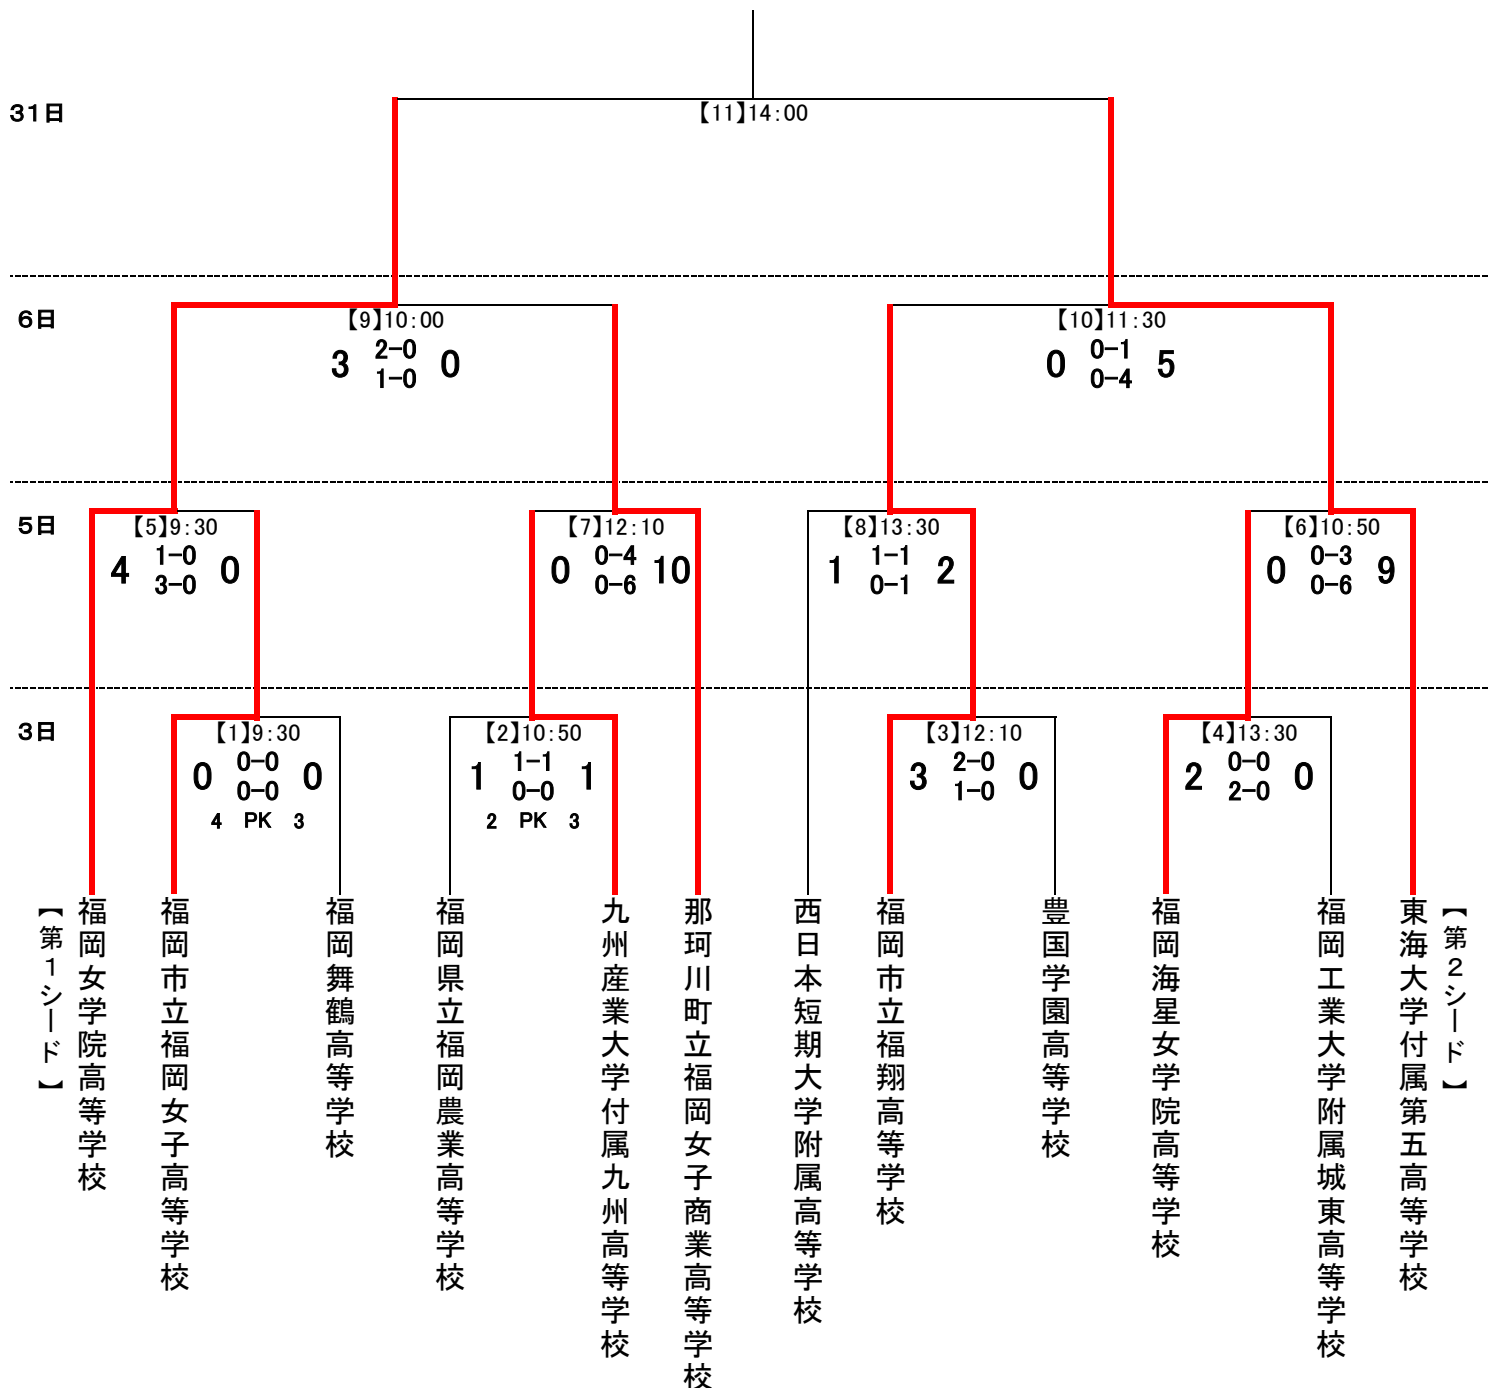 31日
【11】14:00
6日
【9】10:00
3 2-0 0
1-0
【10】11:30
0 0-1 5
0-4
5日
【5】9:30
4 1-0 0
3-0
【7】12:10
0 0-4 10
0-6
【8】13:30
1 1-1 2
0-1
【6】10:50
0 0-3 9
0-6
3日
【1】9:30
0 0-0 0
0-0
4 PK 3
【2】10:50
1 1-1 1
0-0
2 PK 3
【3】12:10
3 2-0 0
1-0
【4】13:30
2 0-0 0
2-0
【第1シード】
福岡女学院高等学校
福岡市立福岡女子高等学校
福岡舞鶴高等学校
福岡県立福岡農業高等学校
九州産業大学付属九州高等学校
那珂川町立福岡女子商業高等学校
西日本短期大学附属高等学校
福岡市立福翔高等学校
豊国学園高等学校
福岡海星女学院高等学校
福岡工業大学附属城東高等学校
東海大学付属第五高等学校
【第2シード】